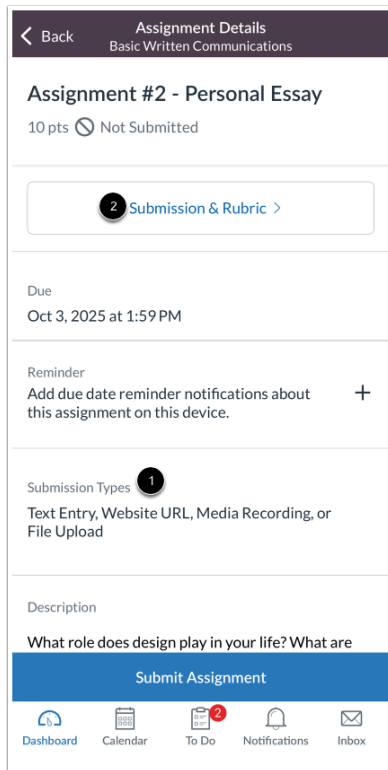 Back
Assignment Details
Basic Written Communications
Assignment #2 - Personal Essay
10 pts Not Submitted
2 Submission & Rubric >
Due
Oct 3, 2025 at 1:59 PM
Reminder
Add due date reminder notifications about
this assignment on this device.
Submission Types 1
Text Entry, Website URL, Media Recording, or
File Upload
Description
What role does design play in your life? What are
Submit Assignment
2
Dashboard Calendar To Do Notifications Inbox